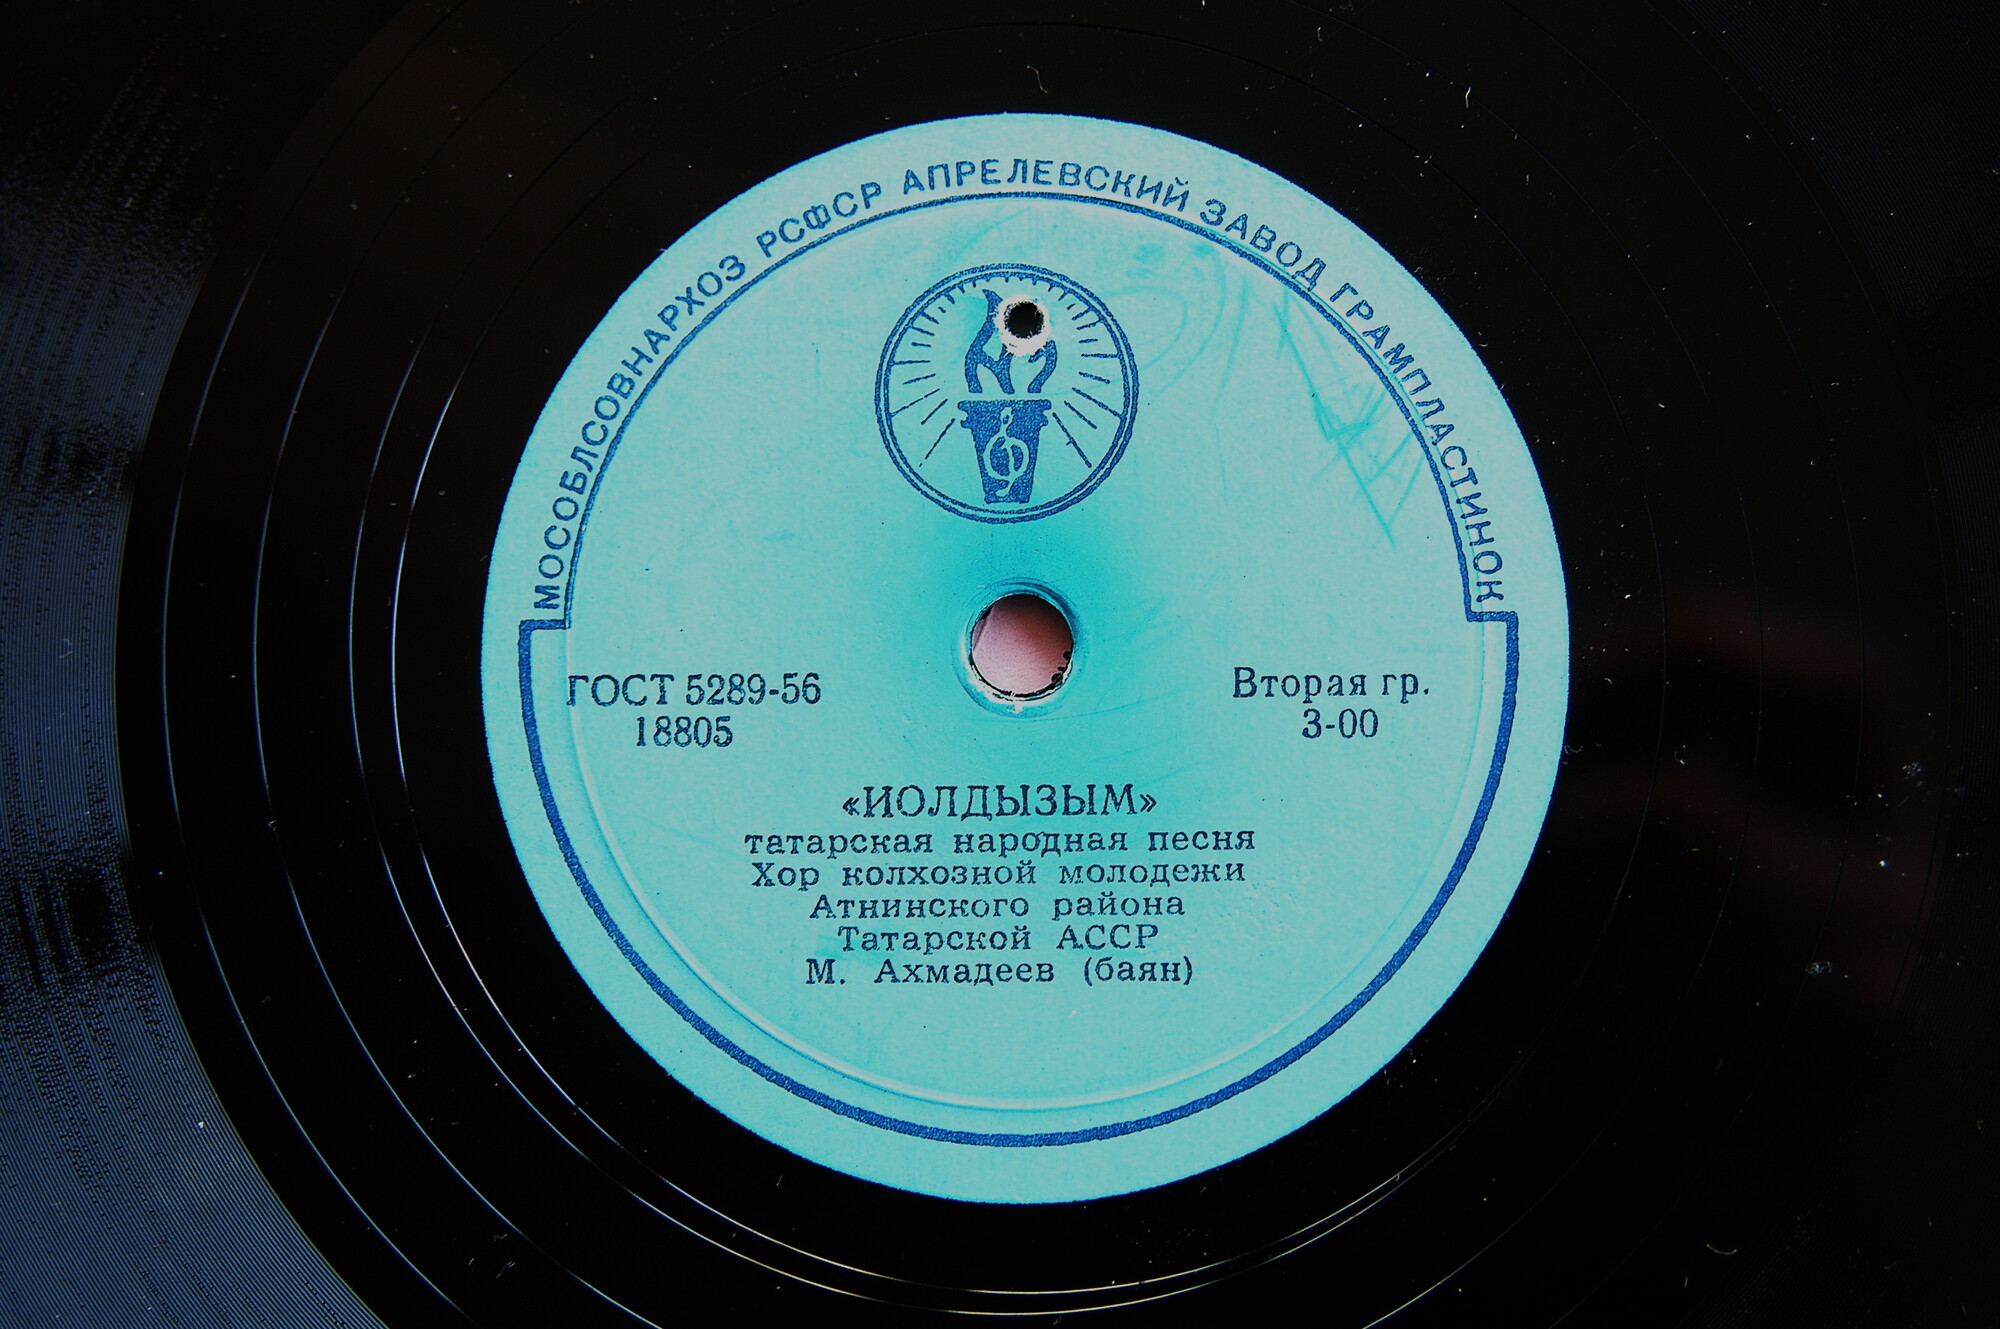 МОСОБЛСОВНАРХОЗ РСФСР АПРЕЛЕВСКИЙ ЗАВОД ГРАМПЛАСТИНОК
ГОСТ 5289-56
18805
Вторая гр.
3-00
«ИОЛДЫЗЫМ»
татарская народная песня
Хор колхозной молодежи
Атнинского района
Татарской АССР
М. Ахмадеев (баян)